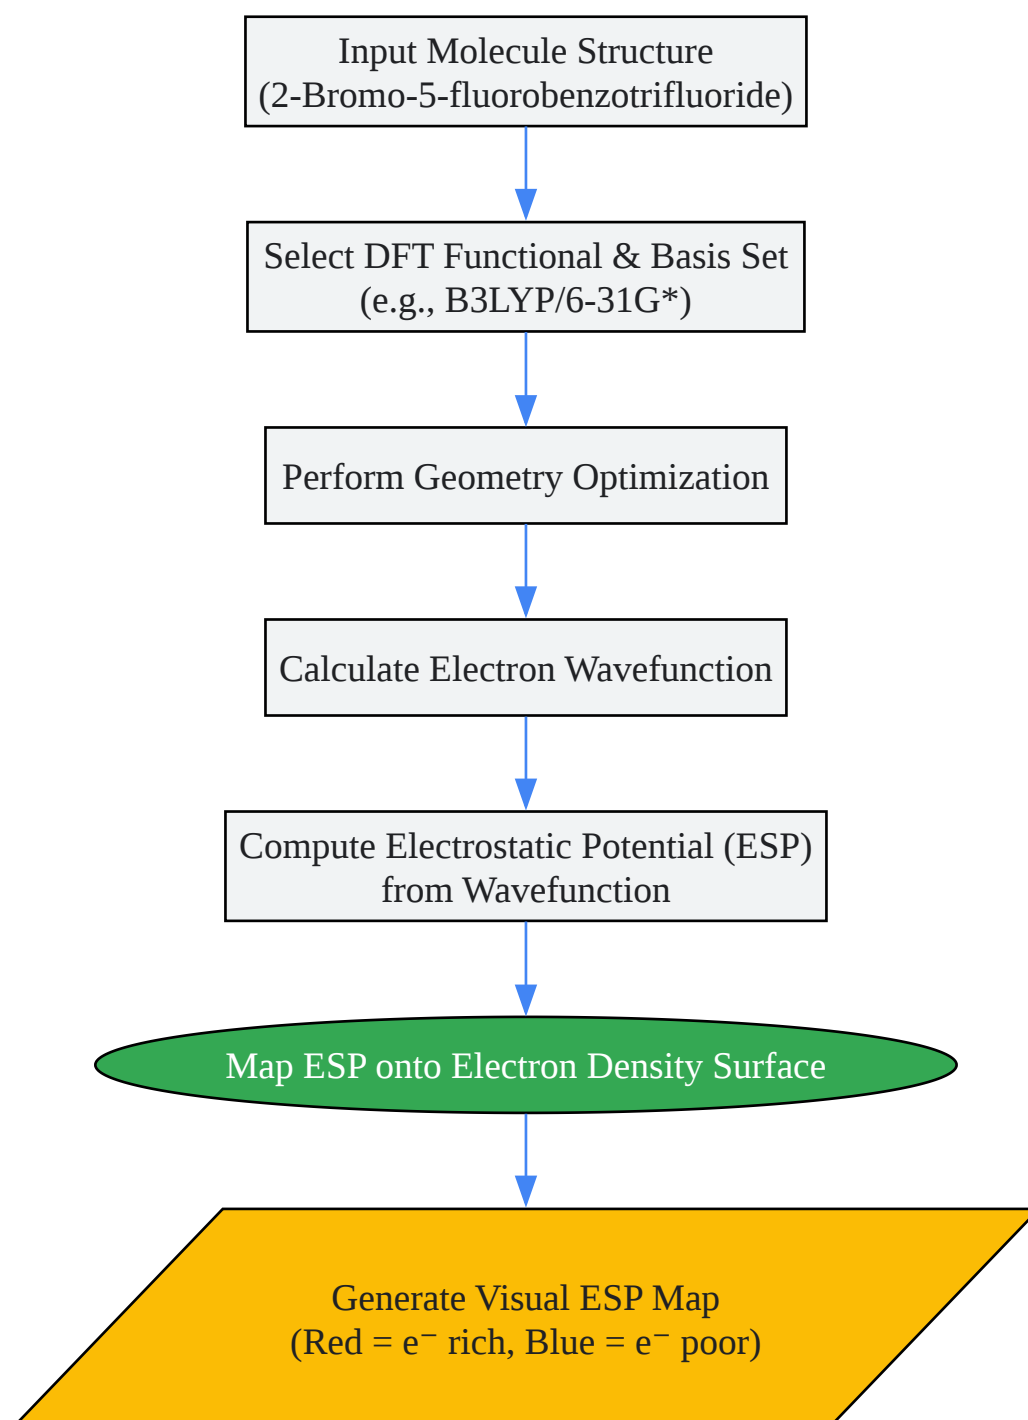 Input Molecule Structure
(2-Bromo-5-fluorobenzotrifluoride)
Select DFT Functional & Basis Set
(e.g., B3LYP/6-31G*)
Perform Geometry Optimization
Calculate Electron Wavefunction
Compute Electrostatic Potential (ESP)
from Wavefunction
Map ESP onto Electron Density Surface
Generate Visual ESP Map
(Red = e⁻ rich, Blue = e⁻ poor)